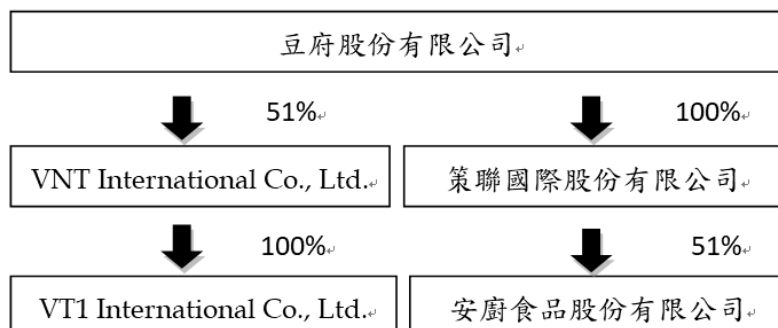 豆府股份有限公司
51% 100%
VNT International Co., Ltd. 策聯國際股份有限公司
100% 51%
VT1 International Co., Ltd. 安廚食品股份有限公司